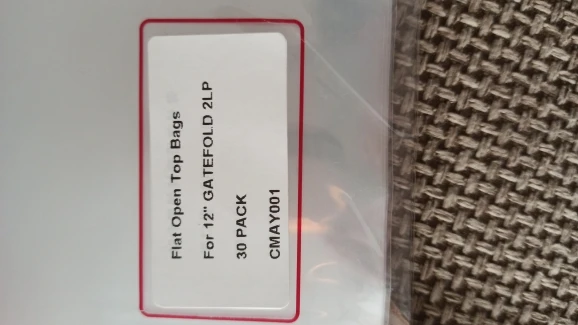 Flat Open Top Bags
For 12" GATEFOLD 2LP
30 PACK
CMAY001